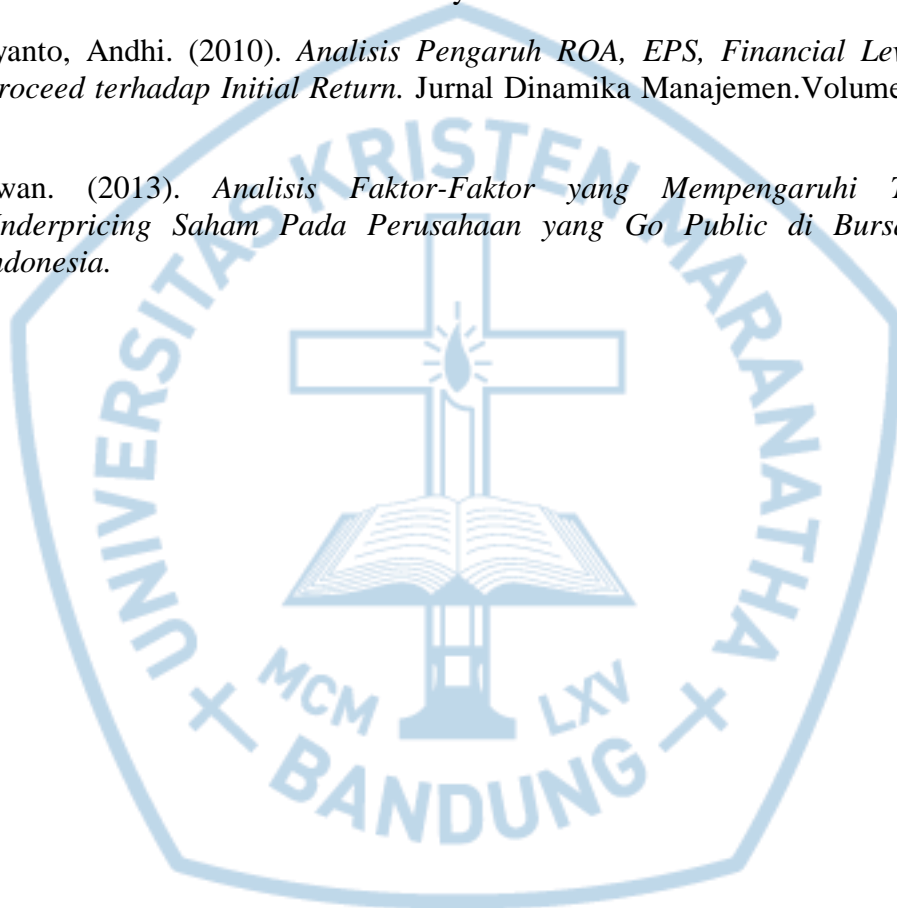 yanto, Andhi. (2010). Analisis Pengaruh ROA, EPS, Financial Lev
roceed terhadap Initial Return. Jurnal Dinamika Manajemen.Volume
wan. (2013). Analisis Faktor-Faktor yang Mempengaruhi T
nderpricing Saham Pada Perusahaan yang Go Public di Bursa
ndonesia.
UNIVERSITAS KRISTEN MARANATHA
MCM LXV
BANDUNG